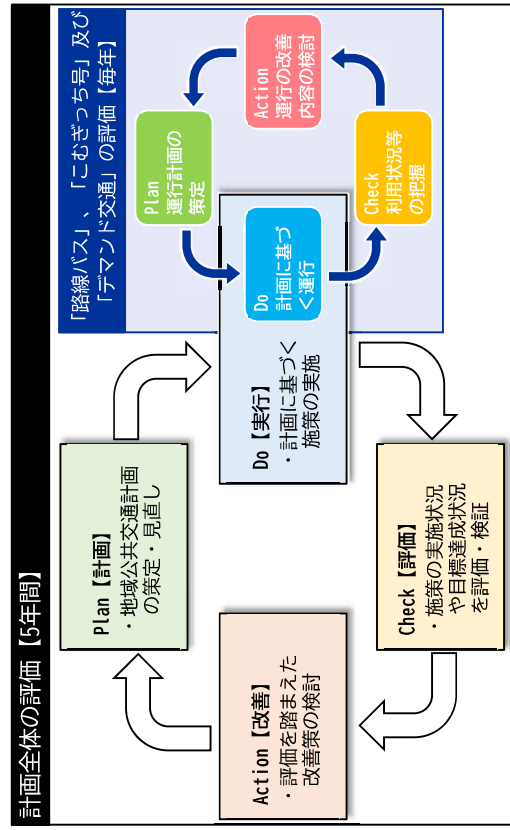 計画全体の評価【5年間】
「路線バス」、「こむぎっち号」及び
「デマンド交通」の評価【毎年】
Plan【計画】
・地域公共交通計画
の策定・見直し
Do【実行】
・計画に基づく
施策の実施
Check【評価】
・施策の実施状況
や目標達成状況
を評価・検証
Action【改善】
・評価を踏まえた
改善策の検討
Plan
運行計画の
策定
Do
計画に基づ
く運行
Check
利用状況等
の把握
Action
運行の改善
内容の検討